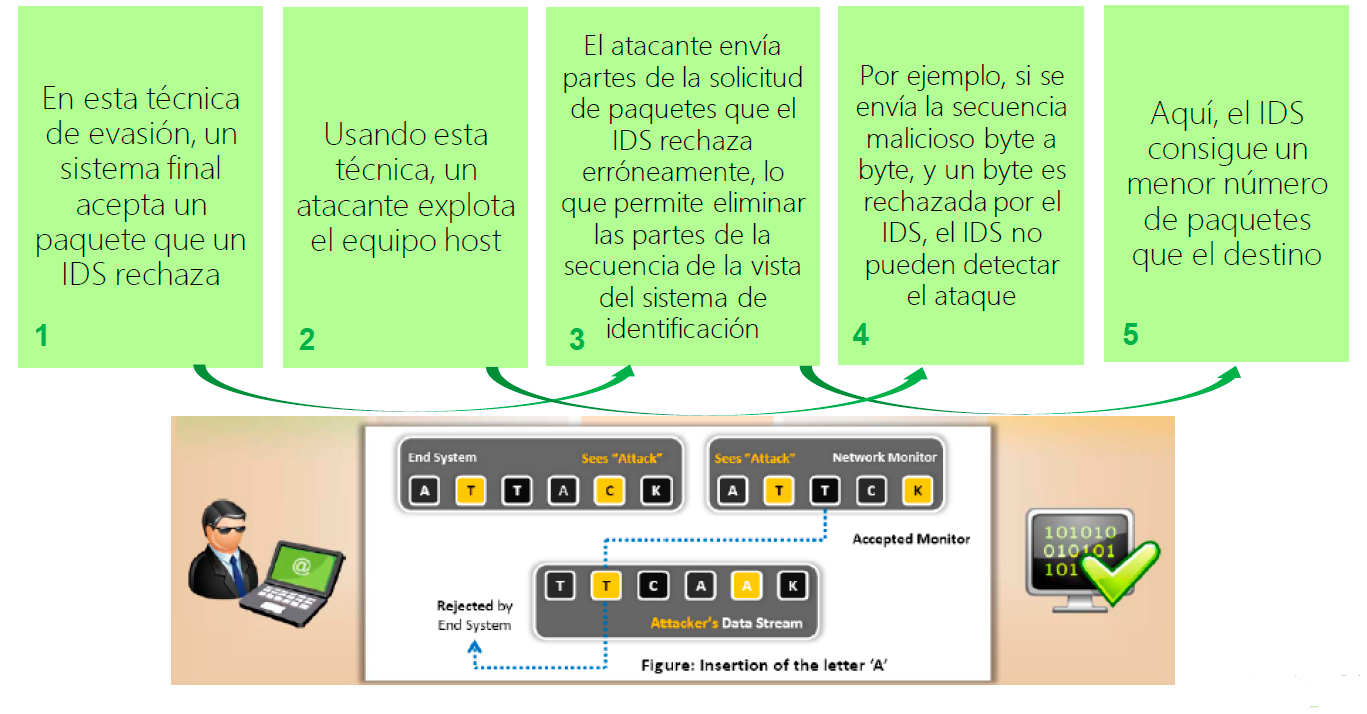 En esta técnica
de evasión, un
sistema final
acepta un
paquete que un
IDS rechaza
1
Usando esta
técnica, un
atacante explota
el equipo host
2
El atacante envía
partes de la solicitud
de paquetes que el
IDS rechaza
erróneamente, lo
que permite eliminar
las partes de la
secuencia de la vista
del sistema de
identificación
3
Por ejemplo, si se
envía la secuencia
malicioso byte a
byte, y un byte es
rechazada por el
IDS, el IDS no
pueden detectar
el ataque
4
Aquí, el IDS
consigue un
menor número
de paquetes
que el destino
5
End System Sees "Attack"
A T T A C K
Sees "Attack" Network Monitor
A T T C K
Accepted Monitor
T T C A A K
Attacker's Data Stream
Rejected by
End System
Figure: Insertion of the letter 'A'
@
101010
010101
101